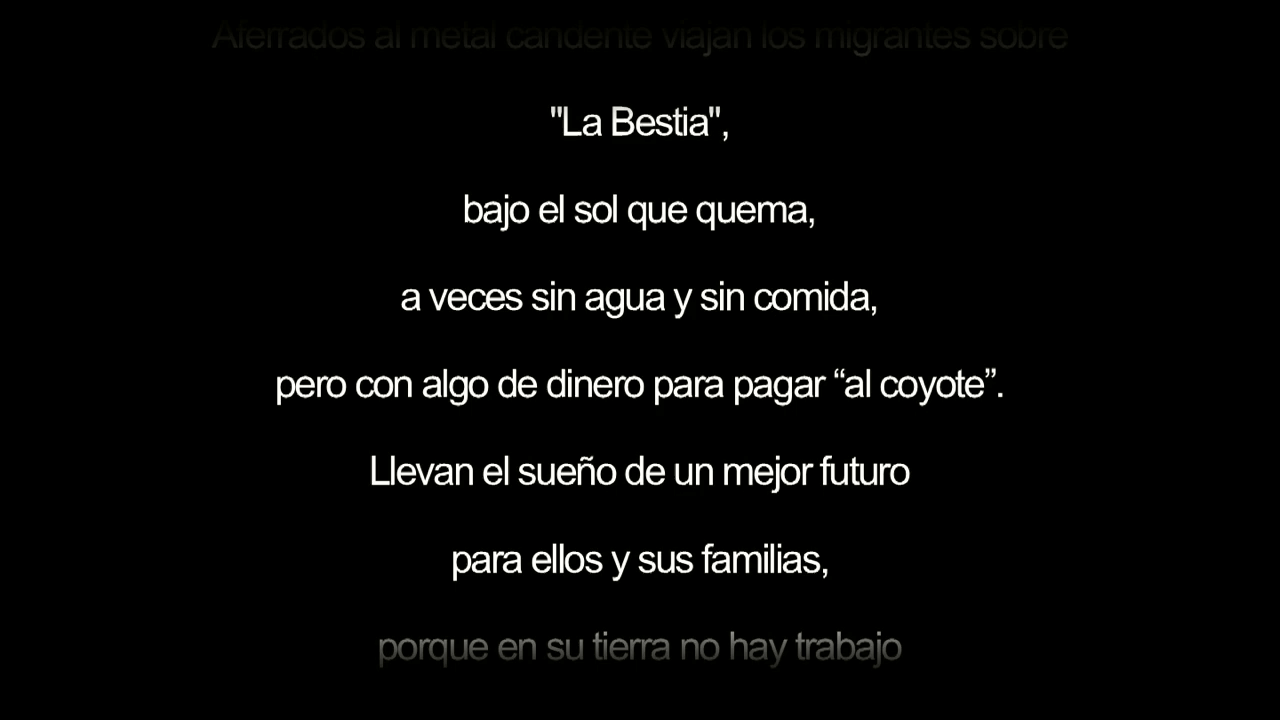 Aferrados al metal candente viajan los migrantes sobre
"La Bestia",
bajo el sol que quema,
a veces sin agua y sin comida,
pero con algo de dinero para pagar “al coyote”.
Llevan el sueño de un mejor futuro
para ellos y sus familias,
porque en su tierra no hay trabajo